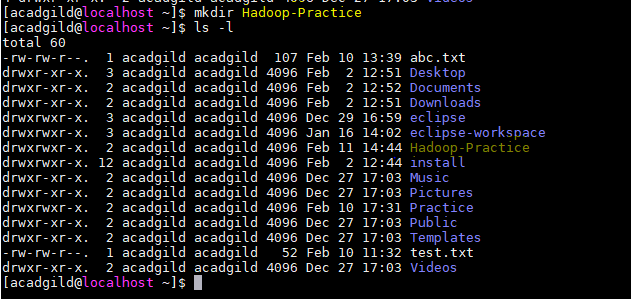 [acadgild@localhost ~]$ mkdir Hadoop-Practice
[acadgild@localhost ~]$ ls -l
total 60
-rw-rw-r--.  1 acadgild acadgild  107 Feb 10 13:39 abc.txt
drwxr-xr-x.  3 acadgild acadgild 4096 Feb  2 12:51 Desktop
drwxr-xr-x.  2 acadgild acadgild 4096 Feb  2 12:52 Documents
drwxr-xr-x.  2 acadgild acadgild 4096 Feb  2 12:51 Downloads
drwxrwxr-x.  3 acadgild acadgild 4096 Dec 29 16:59 eclipse
drwxrwxr-x.  3 acadgild acadgild 4096 Jan 16 14:02 eclipse-workspace
drwxrwxr-x.  2 acadgild acadgild 4096 Feb 11 14:44 Hadoop-Practice
drwxrwxr-x. 12 acadgild acadgild 4096 Feb  2 12:44 install
drwxr-xr-x.  2 acadgild acadgild 4096 Dec 27 17:03 Music
drwxr-xr-x.  2 acadgild acadgild 4096 Dec 27 17:03 Pictures
drwxrwxr-x.  2 acadgild acadgild 4096 Feb 10 17:31 Practice
drwxr-xr-x.  2 acadgild acadgild 4096 Dec 27 17:03 Public
drwxr-xr-x.  2 acadgild acadgild 4096 Dec 27 17:03 Templates
-rw-rw-r--.  1 acadgild acadgild   52 Feb 10 11:32 test.txt
drwxr-xr-x.  2 acadgild acadgild 4096 Dec 27 17:03 Videos
[acadgild@localhost ~]$